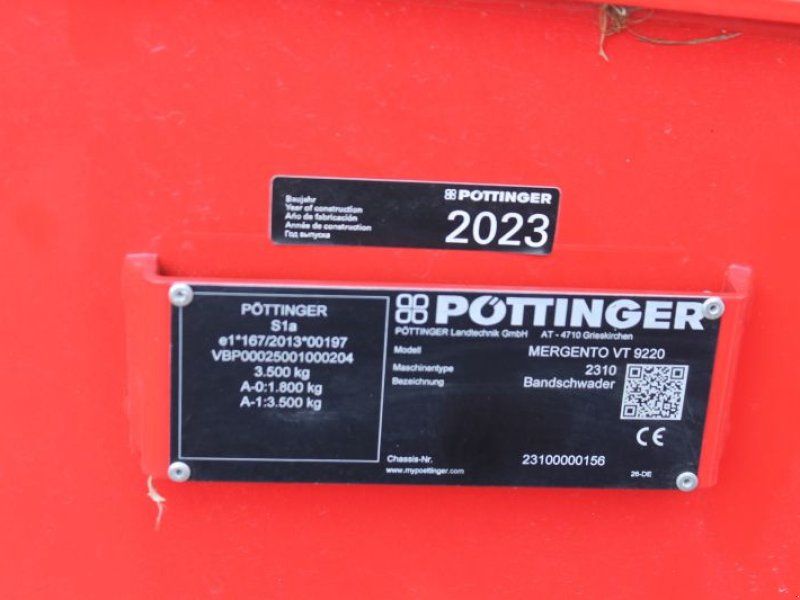 Baujahr
Year of construction
Año de fabricación
Année de construction
Год выпуска
PÖTTINGER
2023
PÖTTINGER
S1a
e1*167/2013*00197
VBP00025001000204
3.500 kg
A-0:1.800 kg
A-1:3.500 kg
PÖTTINGER
PÖTTINGER Landtechnik GmbH AT - 4710 Grieskirchen
Modell MERGENTO VT 9220
Maschinentype 2310
Bezeichnung Bandschwader
CE
Chassis-Nr. 23100000156
www.mypoettinger.com 26-DE